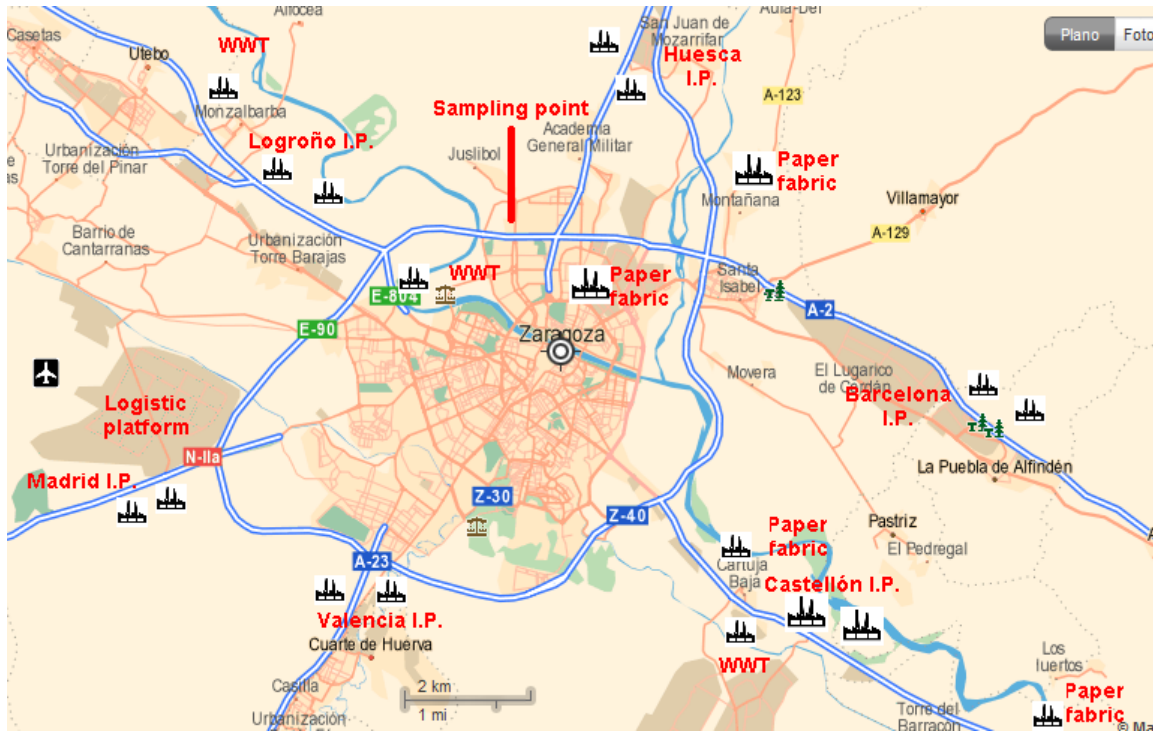 Alfocea
San Juan de
Mozarrifar
Casetas
Utebo
WWT
Plano
Foto
Huesca
I.P.
A-123
Monzalbarba
Sampling point
Academia
General Militar
Logroño I.P.
Juslibol
Urbanización
Torre del Pinar
Paper
fabric
Montañana
Villamayor
Barrio de
Cantarranas
Urbanización
Torre Barajas
A-129
WWT
Paper
fabric
Santa
Isabel
E-804
A-2
E-90
Zaragoza
Movera
El Lugarico
de Cerdán
Barcelona
I.P.
Logistic
platform
N-IIa
Madrid I.P.
La Puebla de Alfindén
Z-30
Z-40
Pastriz
El Pedregal
Paper
fabric
A-23
Cartuja
Baja
Castellón I.P.
Valencia I.P.
Cuarte de Huerva
WWT
Los
Iuertos
Casilla
2 km
1 mi
Urbanización
Paper
fabric
Torre del
Barracón
© Ma